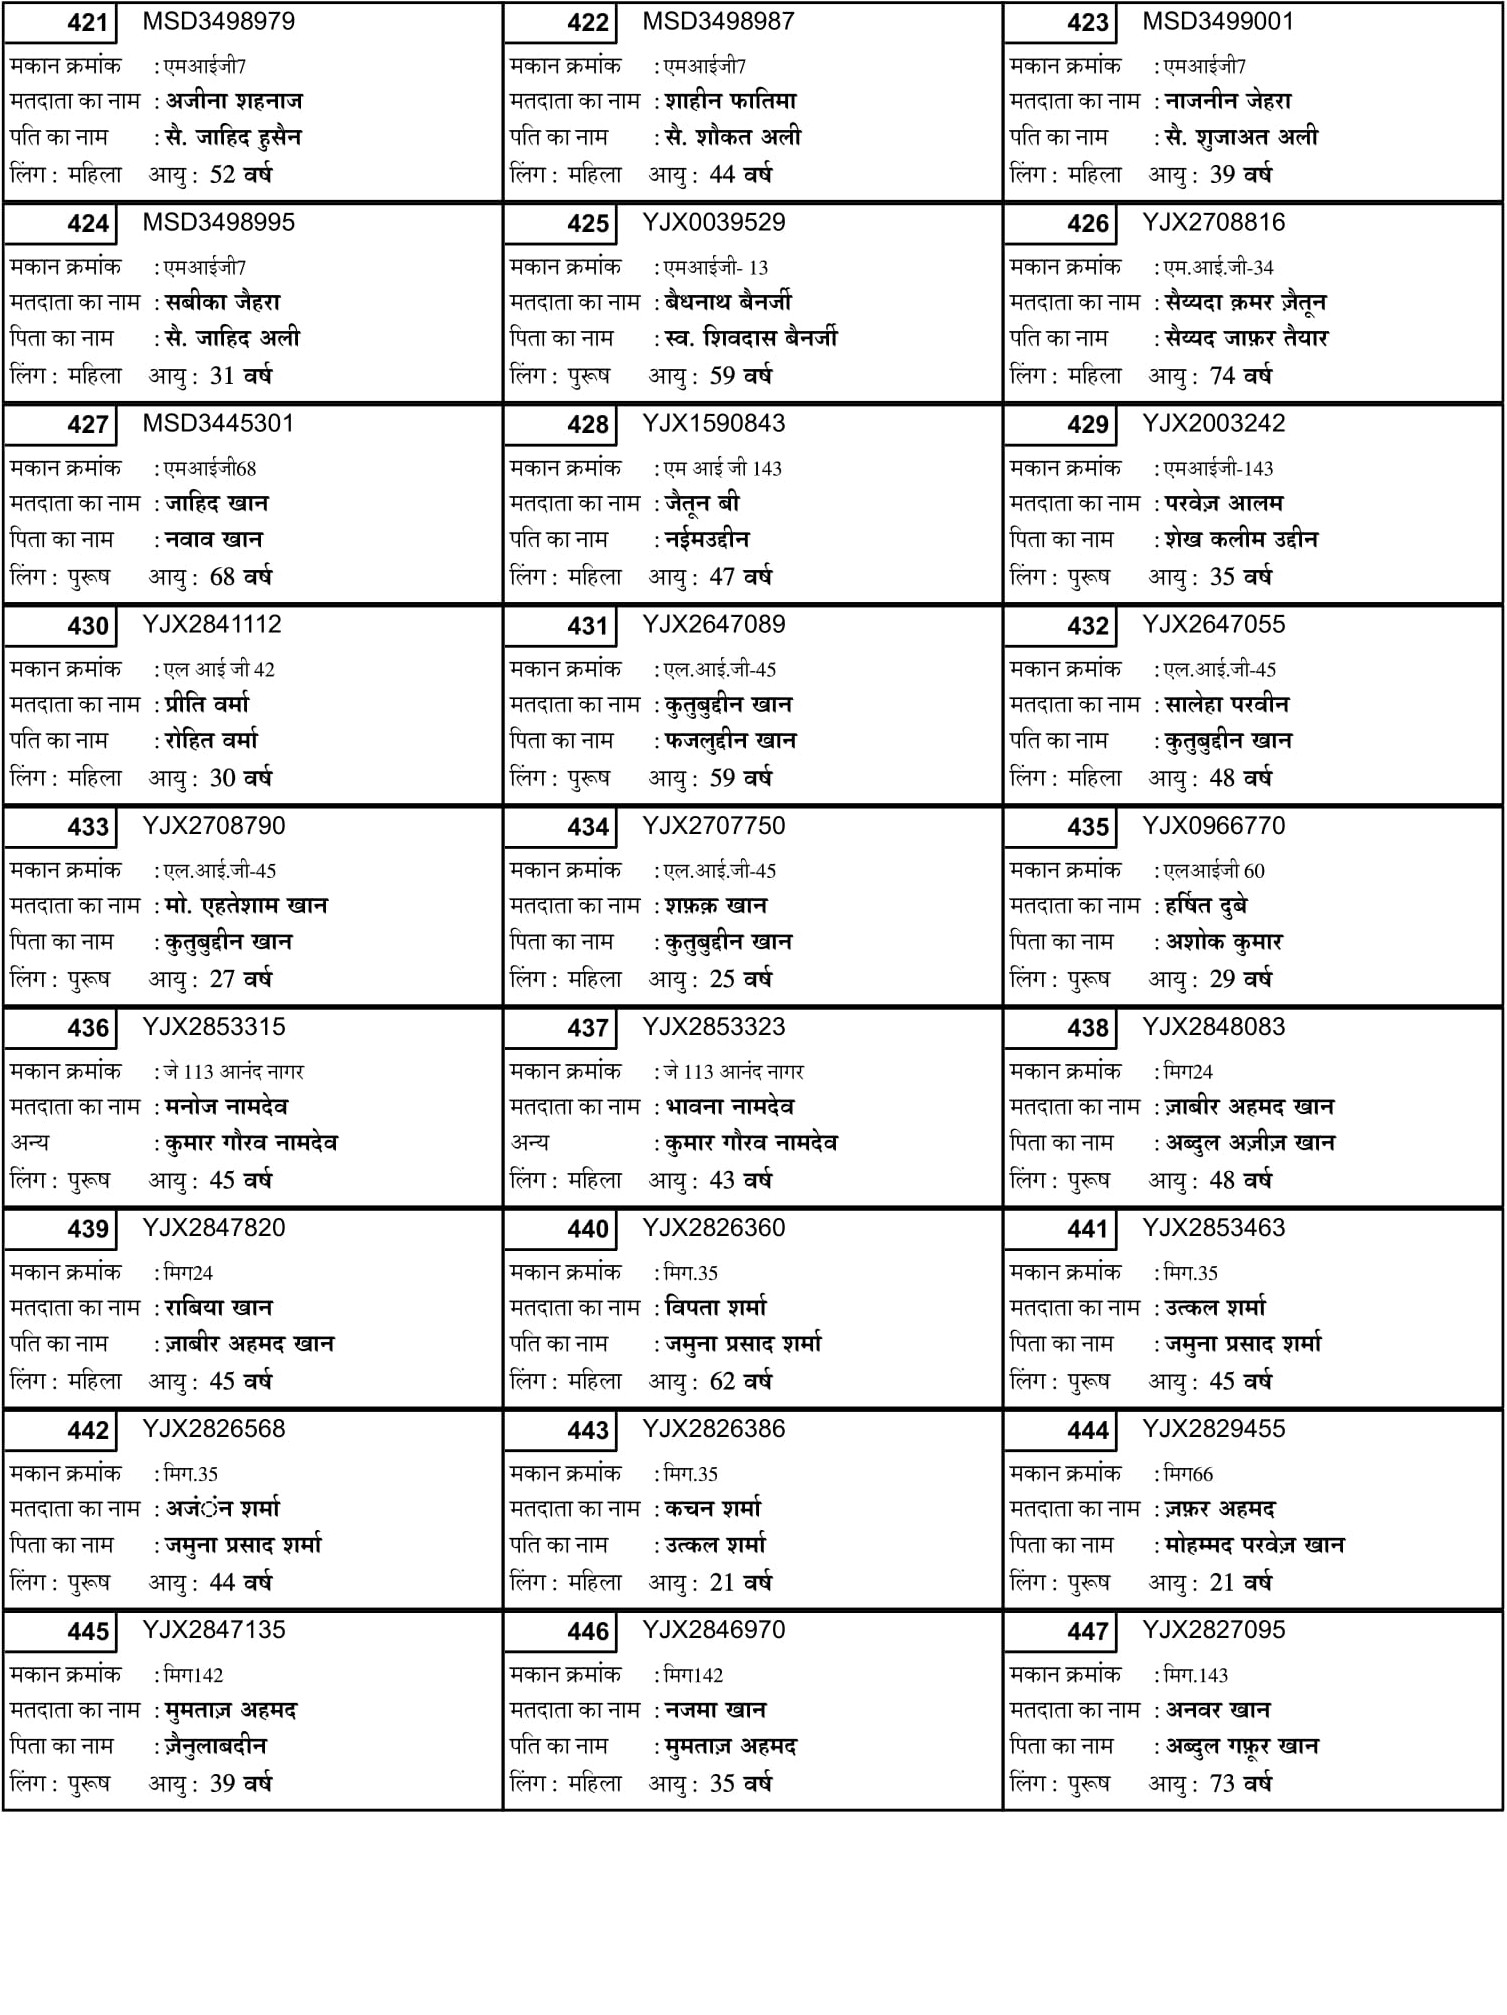 421 MSD3498979
मकान क्रमांक : एमआईजी7
मतदाता का नाम : अजीना शहनाज
पति का नाम : सै. जाहिद हुसैन
लिंग : महिला आयु : 52 वर्ष
422 MSD3498987
मकान क्रमांक : एमआईजी7
मतदाता का नाम : शाहीन फातिमा
पति का नाम : सै. शौकत अली
लिंग : महिला आयु : 44 वर्ष
423 MSD3499001
मकान क्रमांक : एमआईजी7
मतदाता का नाम : नाजनीन जेहरा
पति का नाम : सै. शुजाअत अली
लिंग : महिला आयु : 39 वर्ष
424 MSD3498995
मकान क्रमांक : एमआईजी7
मतदाता का नाम : सबीका जैहरा
पिता का नाम : सै. जाहिद अली
लिंग : महिला आयु : 31 वर्ष
425 YJX0039529
मकान क्रमांक : एमआईजी- 13
मतदाता का नाम : बैधनाथ बैनर्जी
पिता का नाम : स्व. शिवदास बैनर्जी
लिंग : पुरूष आयु : 59 वर्ष
426 YJX2708816
मकान क्रमांक : एम.आई.जी-34
मतदाता का नाम : सैय्यदा क़मर ज़ैतून
पति का नाम : सैय्यद जाफ़र तैयार
लिंग : महिला आयु : 74 वर्ष
427 MSD3445301
मकान क्रमांक : एमआईजी68
मतदाता का नाम : जाहिद खान
पिता का नाम : नवाव खान
लिंग : पुरूष आयु : 68 वर्ष
428 YJX1590843
मकान क्रमांक : एम आई जी 143
मतदाता का नाम : जैतून बी
पति का नाम : नईमउद्दीन
लिंग : महिला आयु : 47 वर्ष
429 YJX2003242
मकान क्रमांक : एमआईजी-143
मतदाता का नाम : परवेज़ आलम
पिता का नाम : शेख कलीम उद्दीन
लिंग : पुरूष आयु : 35 वर्ष
430 YJX2841112
मकान क्रमांक : एल आई जी 42
मतदाता का नाम : प्रीति वर्मा
पति का नाम : रोहित वर्मा
लिंग : महिला आयु : 30 वर्ष
431 YJX2647089
मकान क्रमांक : एल.आई.जी-45
मतदाता का नाम : कुतुबुद्दीन खान
पिता का नाम : फजलुद्दीन खान
लिंग : पुरूष आयु : 59 वर्ष
432 YJX2647055
मकान क्रमांक : एल.आई.जी-45
मतदाता का नाम : सालेहा परवीन
पति का नाम : कुतुबुद्दीन खान
लिंग : महिला आयु : 48 वर्ष
433 YJX2708790
मकान क्रमांक : एल.आई.जी-45
मतदाता का नाम : मो. एहतेशाम खान
पिता का नाम : कुतुबुद्दीन खान
लिंग : पुरूष आयु : 27 वर्ष
434 YJX2707750
मकान क्रमांक : एल.आई.जी-45
मतदाता का नाम : शफ़क़ खान
पिता का नाम : कुतुबुद्दीन खान
लिंग : महिला आयु : 25 वर्ष
435 YJX0966770
मकान क्रमांक : एलआईजी 60
मतदाता का नाम : हर्षित दुबे
पिता का नाम : अशोक कुमार
लिंग : पुरूष आयु : 29 वर्ष
436 YJX2853315
मकान क्रमांक : जे 113 आनंद नागर
मतदाता का नाम : मनोज नामदेव
अन्य : कुमार गौरव नामदेव
लिंग : पुरूष आयु : 45 वर्ष
437 YJX2853323
मकान क्रमांक : जे 113 आनंद नागर
मतदाता का नाम : भावना नामदेव
अन्य : कुमार गौरव नामदेव
लिंग : महिला आयु : 43 वर्ष
438 YJX2848083
मकान क्रमांक : मिग24
मतदाता का नाम : ज़ाबीर अहमद खान
पिता का नाम : अब्दुल अज़ीज़ खान
लिंग : पुरूष आयु : 48 वर्ष
439 YJX2847820
मकान क्रमांक : मिग24
मतदाता का नाम : राबिया खान
पति का नाम : ज़ाबीर अहमद खान
लिंग : महिला आयु : 45 वर्ष
440 YJX2826360
मकान क्रमांक : मिग.35
मतदाता का नाम : विपता शर्मा
पति का नाम : जमुना प्रसाद शर्मा
लिंग : महिला आयु : 62 वर्ष
441 YJX2853463
मकान क्रमांक : मिग.35
मतदाता का नाम : उत्कल शर्मा
पिता का नाम : जमुना प्रसाद शर्मा
लिंग : पुरूष आयु : 45 वर्ष
442 YJX2826568
मकान क्रमांक : मिग.35
मतदाता का नाम : अजंंन शर्मा
पिता का नाम : जमुना प्रसाद शर्मा
लिंग : पुरूष आयु : 44 वर्ष
443 YJX2826386
मकान क्रमांक : मिग.35
मतदाता का नाम : कचन शर्मा
पति का नाम : उत्कल शर्मा
लिंग : महिला आयु : 21 वर्ष
444 YJX2829455
मकान क्रमांक : मिग66
मतदाता का नाम : ज़फ़र अहमद
पिता का नाम : मोहम्मद परवेज़ खान
लिंग : पुरूष आयु : 21 वर्ष
445 YJX2847135
मकान क्रमांक : मिग142
मतदाता का नाम : मुमताज़ अहमद
पिता का नाम : ज़ैनुलाबदीन
लिंग : पुरूष आयु : 39 वर्ष
446 YJX2846970
मकान क्रमांक : मिग142
मतदाता का नाम : नजमा खान
पति का नाम : मुमताज़ अहमद
लिंग : महिला आयु : 35 वर्ष
447 YJX2827095
मकान क्रमांक : मिग.143
मतदाता का नाम : अनवर खान
पिता का नाम : अब्दुल गफ़ूर खान
लिंग : पुरूष आयु : 73 वर्ष